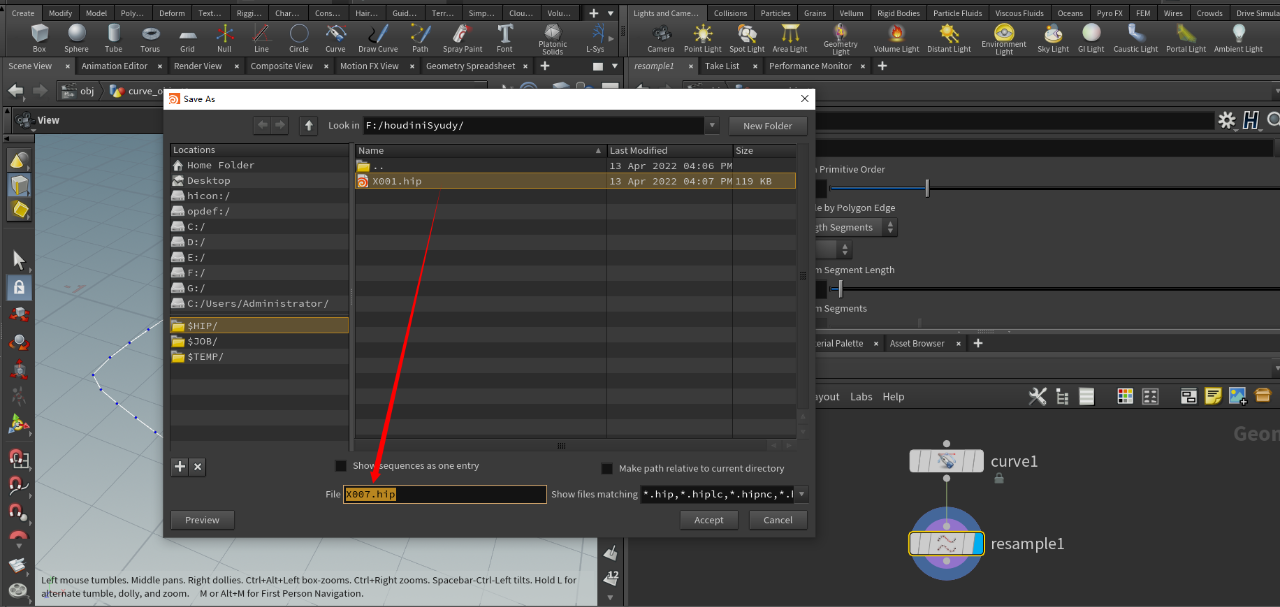 Create Modify Model Poly... Deform Text... Riggi... Char... Cons... Hair... Guid... Terr... Simp... Clou... Volu...
Lights and Came... Collisions Particles Grains Vellum Rigid Bodies Particle Fluids Viscous Fluids Oceans Pyro FX FEM Wires Crowds Drive Simula
Box Sphere Tube Torus Grid Null Line Circle Curve Draw Curve Path Spray Paint Font Platonic Solids L-Sys
Camera Point Light Spot Light Area Light Geometry Light Volume Light Distant Light Environment Light Sky Light GI Light Caustic Light Portal Light Ambient Light
Scene View Animation Editor Render View Composite View Motion FX View Geometry Spreadsheet
resample1 Take List Performance Monitor
obj curve_o
View
Save As
Look in F:/houdiniSyudy/ New Folder
Locations
Home Folder
Desktop
hicon:/
opdef:/
C:/
D:/
E:/
F:/
G:/
C:/Users/Administrator/
$HIP/
$JOB/
$TEMP/
Name Last Modified Size
.. 13 Apr 2022 04:06 PM
X001.hip 13 Apr 2022 04:07 PM 119 KB
Show sequences as one entry
Make path relative to current directory
File X007.hip Show files matching *.hip,*.hiplc,*.hipnc,*.h
Preview Accept Cancel
Primitive Order
le by Polygon Edge
gth Segments
m Segment Length
m Segments
erial Palette Asset Browser
yout Labs Help
Geom
curve1
resample1
12
Left mouse tumbles. Middle pans. Right dollies. Ctrl+Alt+Left box-zooms. Ctrl+Right zooms. Spacebar-Ctrl-Left tilts. Hold L for
alternate tumble, dolly, and zoom. M or Alt+M for First Person Navigation.